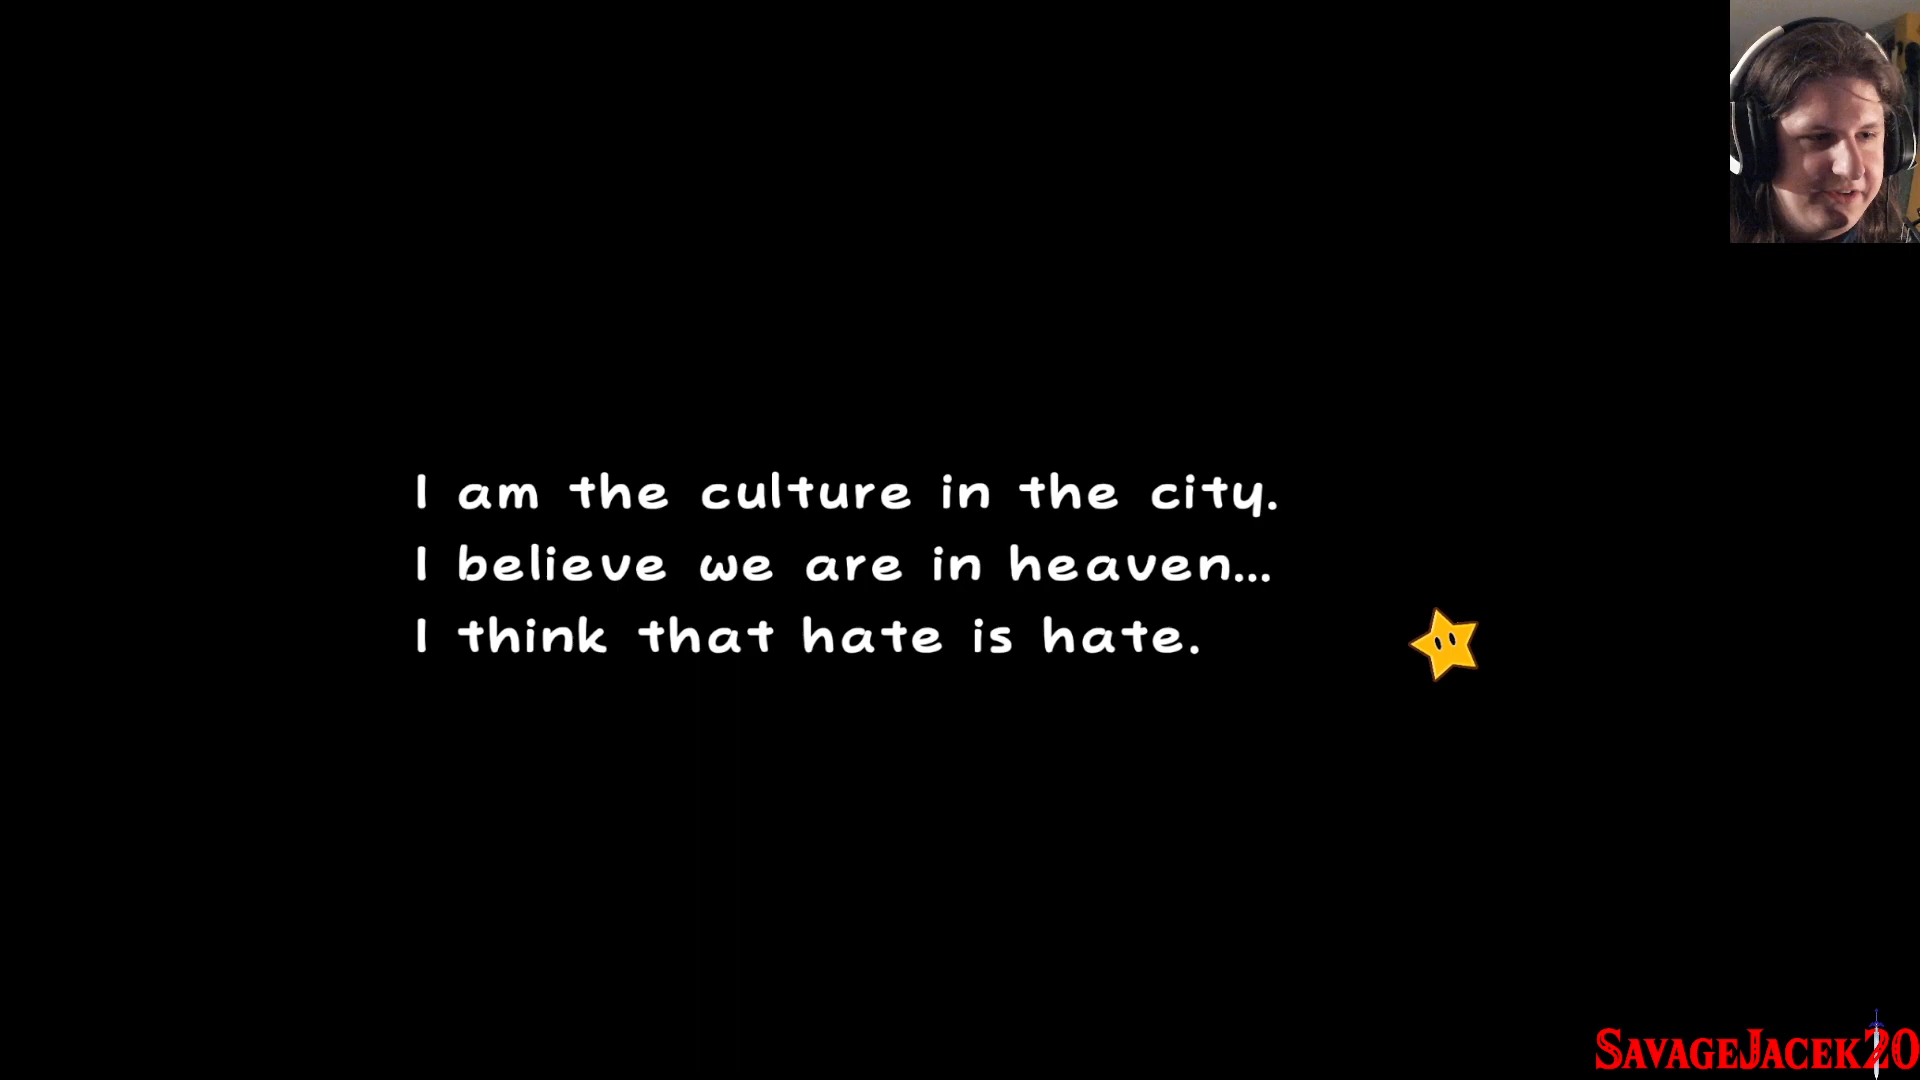 I am the culture in the city.
I believe we are in heaven...
I think that hate is hate.
SavageJacek20